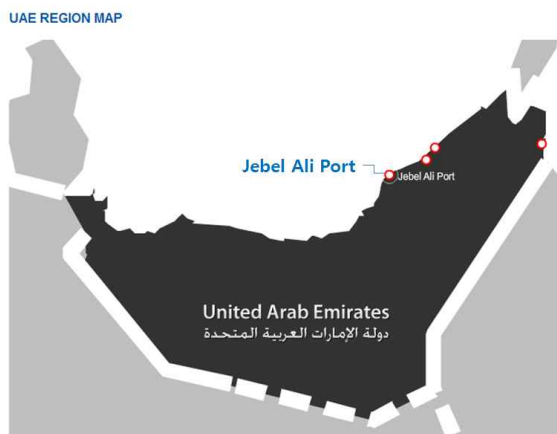 UAE REGION MAP
Jebel Ali Port
Jebel Ali Port
United Arab Emirates
دولة الإمارات العربية المتحدة